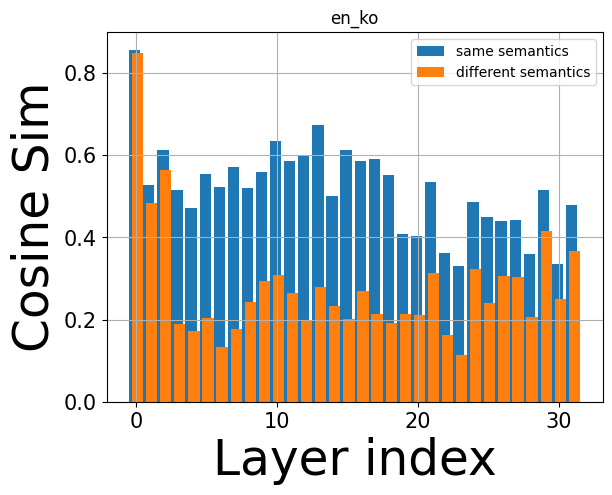 en_ko
same semantics
different semantics
Cosine Sim
0.8
0.6
0.4
0.2
0.0
0
10
20
30
Layer index